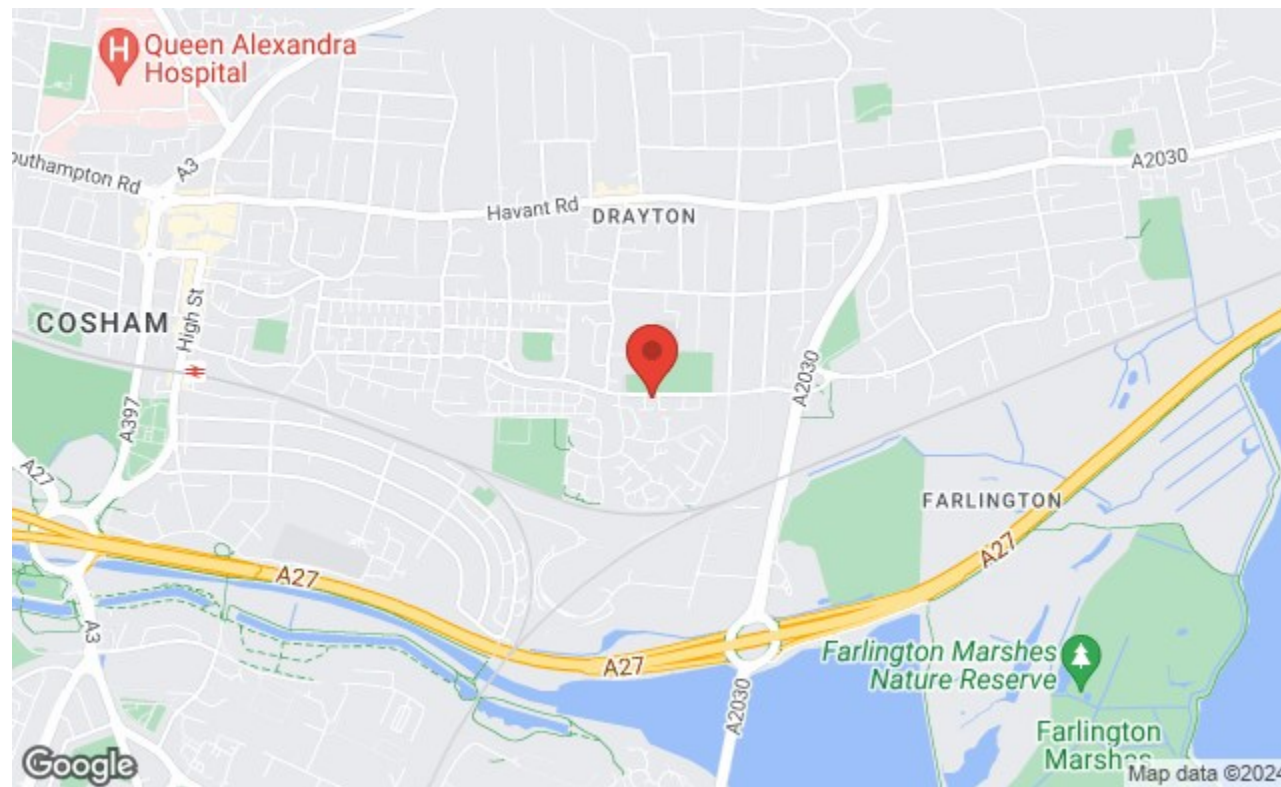 H
Queen Alexandra
Hospital
A3
outhampton Rd
A2030
Havant Rd
DRAYTON
COSHAM
High St
A2030
A397
A27
FARLINGTON
A27
A27
A3
A27
Farlington Marshes
Nature Reserve
A2030
Farlington
Marshes
Google
Map data ©2024